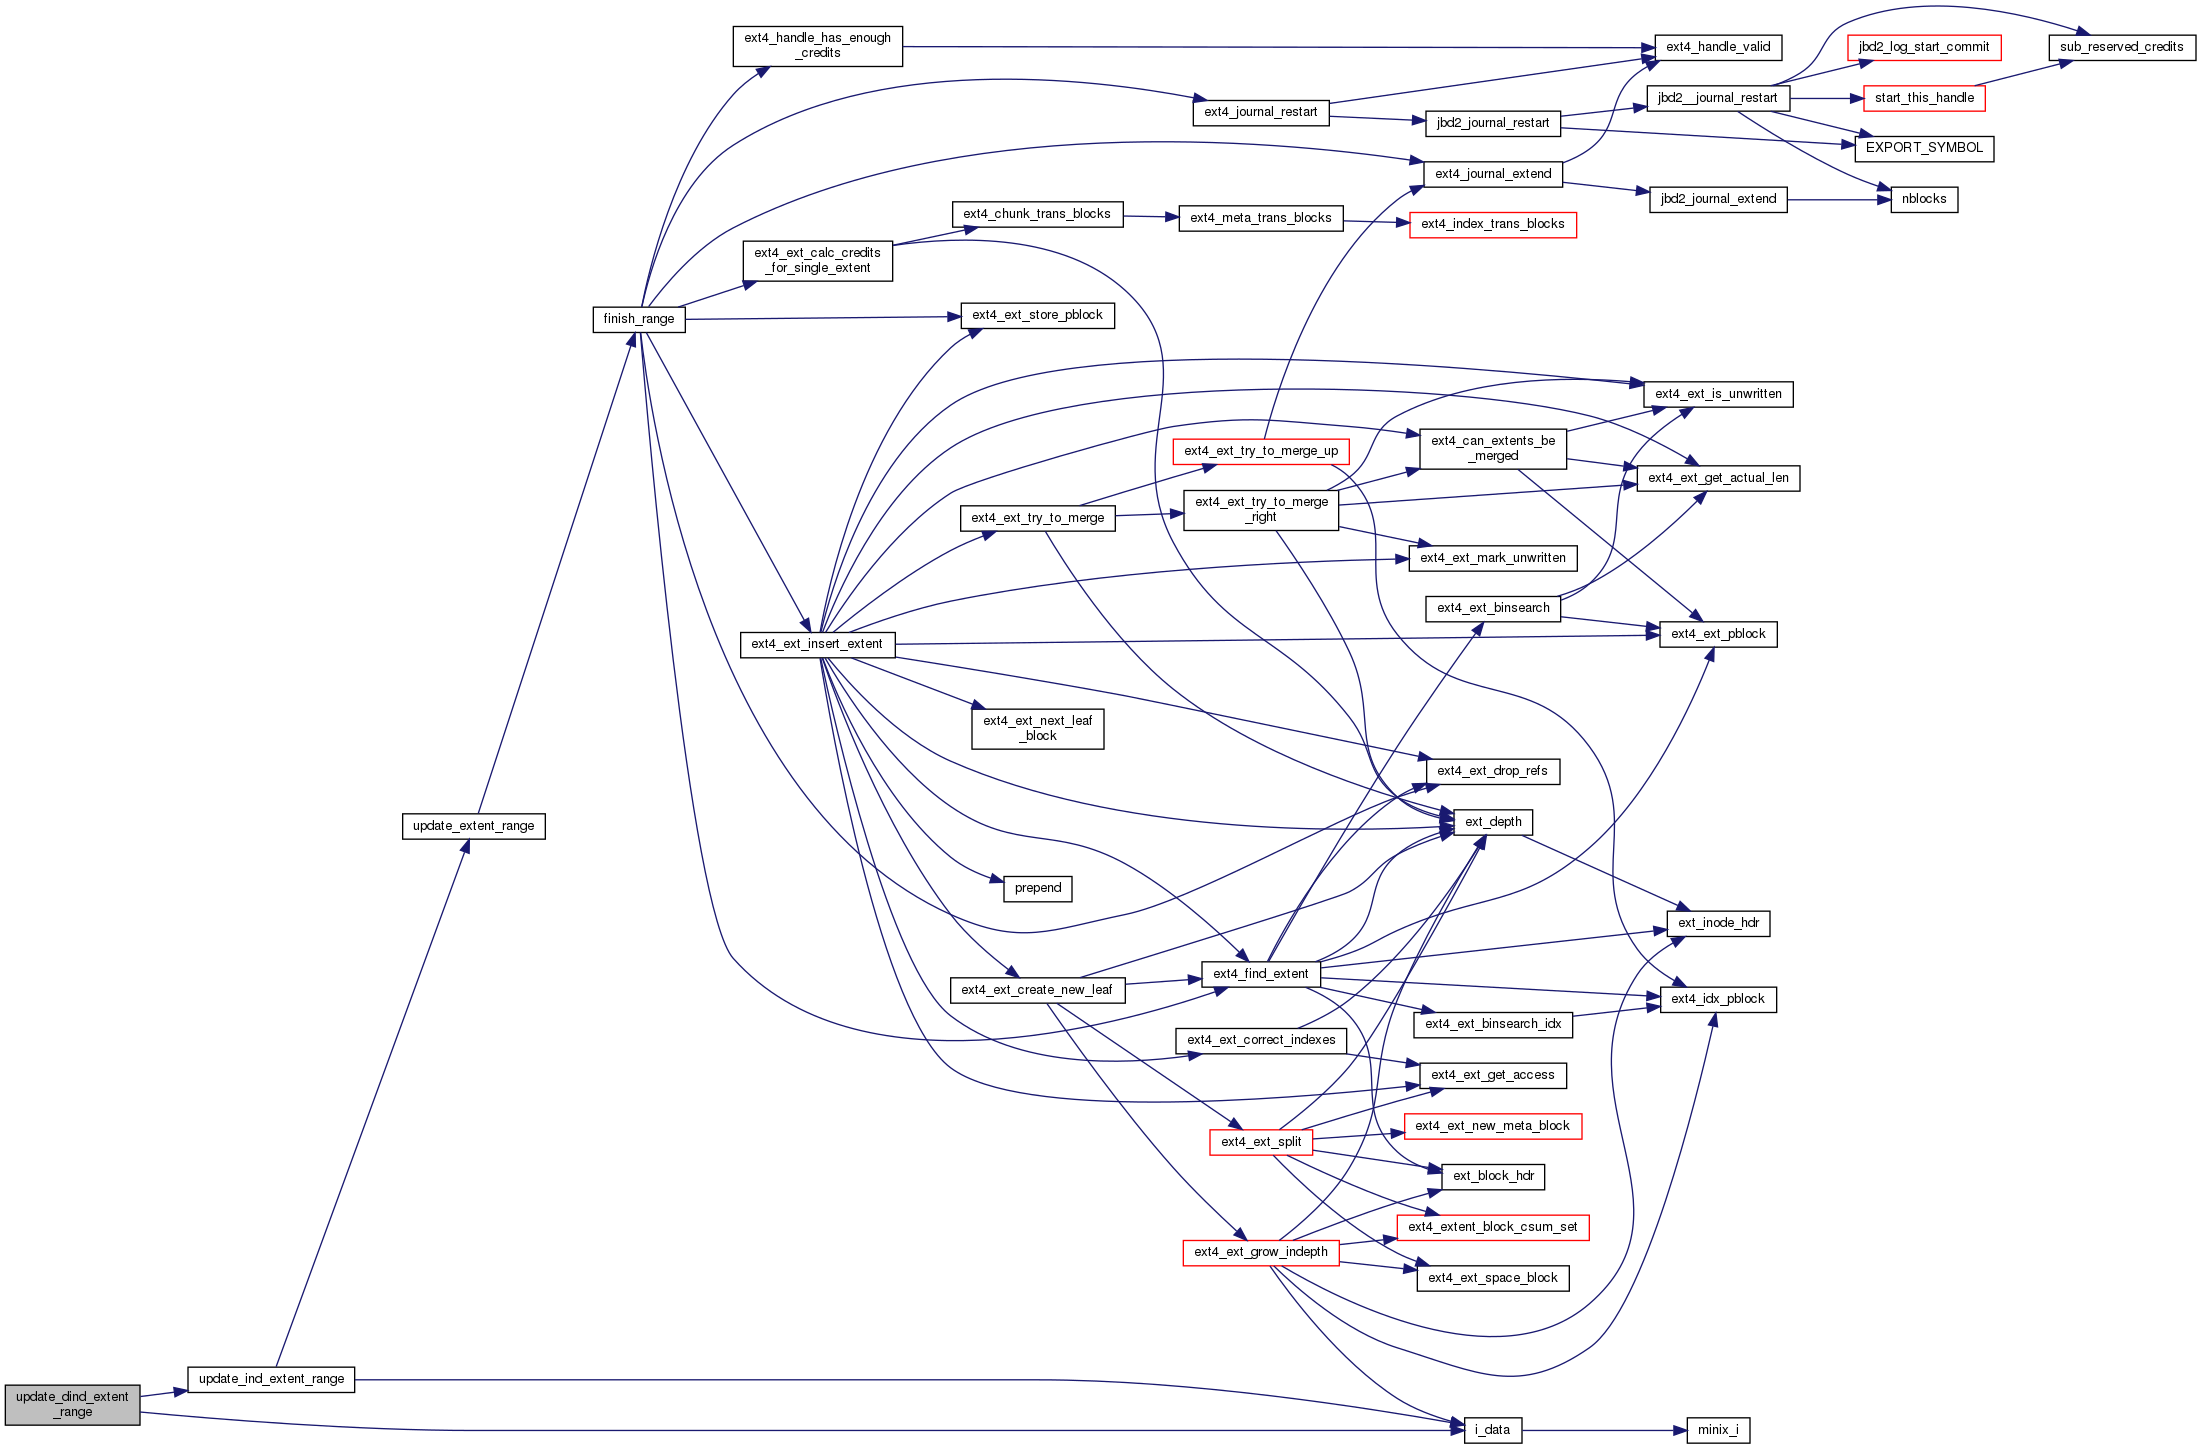 ext4_handle_has_enough
_credits
ext4_handle_valid
jbd2_log_start_commit
sub_reserved_credits
ext4_journal_restart
jbd2_journal_restart
jbd2__journal_restart
start_this_handle
EXPORT_SYMBOL
ext4_journal_extend
jbd2_journal_extend
nblocks
ext4_chunk_trans_blocks
ext4_meta_trans_blocks
ext4_index_trans_blocks
ext4_ext_calc_credits
_for_single_extent
finish_range
ext4_ext_store_pblock
ext4_ext_is_unwritten
ext4_ext_try_to_merge_up
ext4_can_extents_be
_merged
ext4_ext_get_actual_len
ext4_ext_try_to_merge
ext4_ext_try_to_merge
_right
ext4_ext_mark_unwritten
ext4_ext_binsearch
ext4_ext_pblock
ext4_ext_insert_extent
ext4_ext_next_leaf
_block
ext4_ext_drop_refs
update_extent_range
ext_depth
prepend
ext_inode_hdr
ext4_find_extent
ext4_ext_create_new_leaf
ext4_idx_pblock
ext4_ext_binsearch_idx
ext4_ext_correct_indexes
ext4_ext_get_access
ext4_ext_split
ext4_ext_new_meta_block
ext_block_hdr
ext4_extent_block_csum_set
ext4_ext_grow_indepth
ext4_ext_space_block
update_ind_extent_range
update_dind_extent
_range
i_data
minix_i